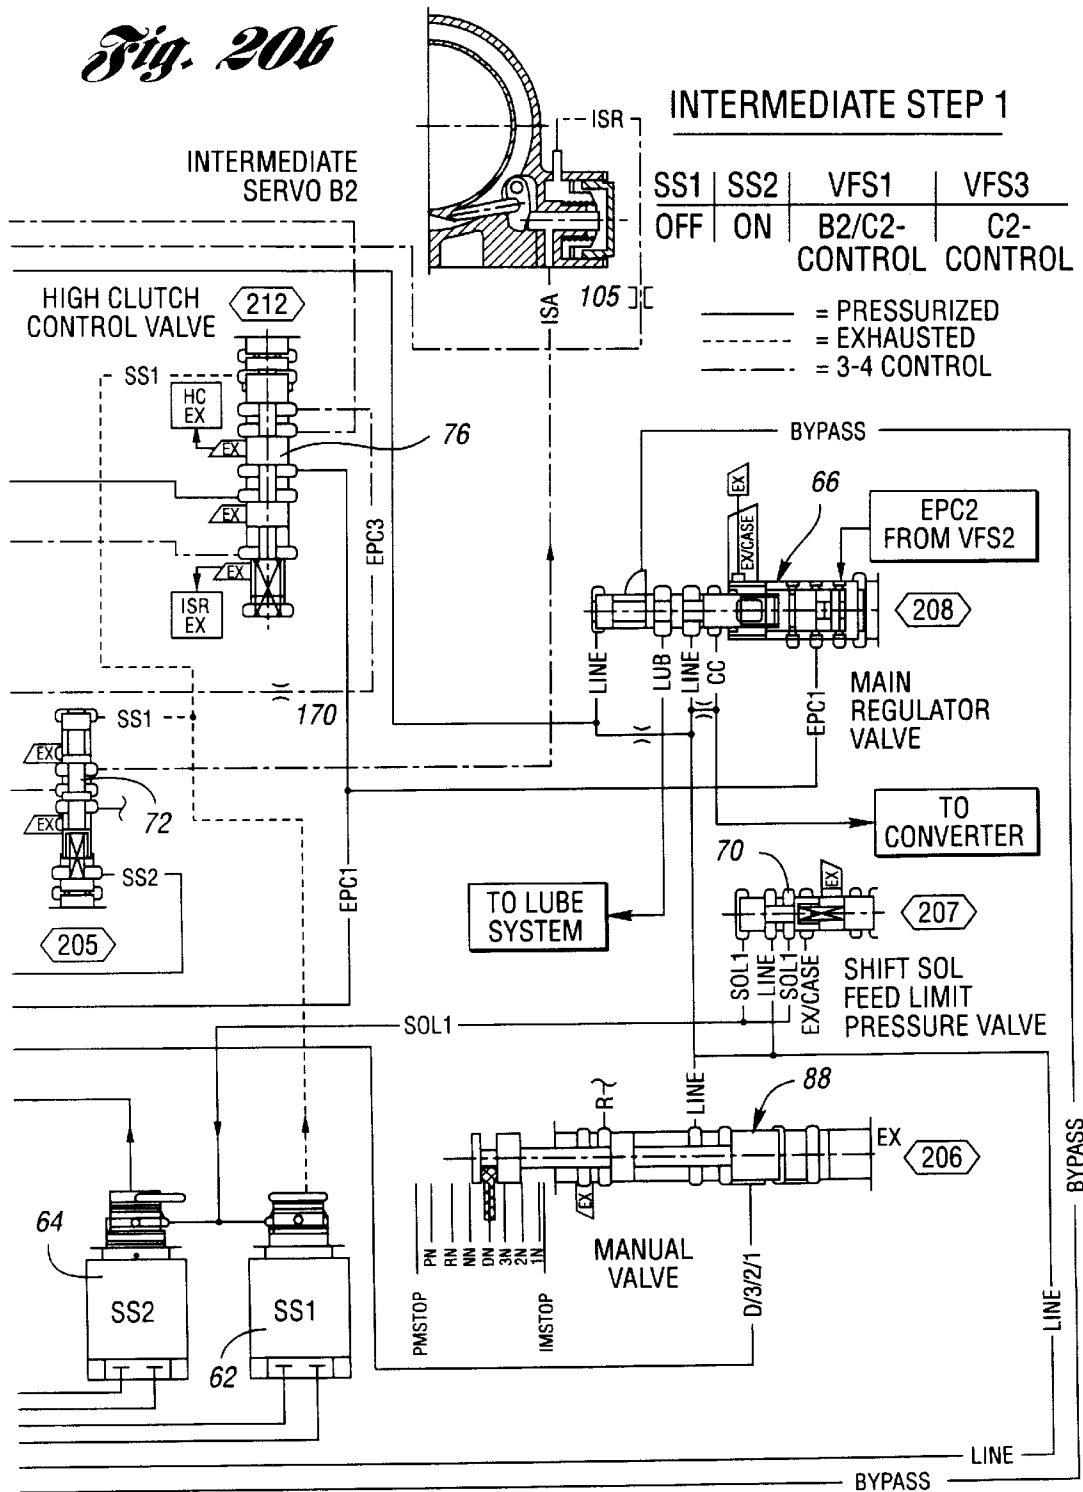 Fig. 20b
INTERMEDIATE STEP 1
ISR
INTERMEDIATE
SERVO B2
SS1 SS2 VFS1 VFS3
OFF ON B2/C2- C2-
CONTROL CONTROL
105
ISA
HIGH CLUTCH
CONTROL VALVE
212
= PRESSURIZED
= EXHAUSTED
= 3-4 CONTROL
SS1
HC
EX
EX
76
BYPASS
EX
66
EPC2
FROM VFS2
EX
EPC3
EX/CASE
EX
ISR
EX
208
LINE
LUB
LINE
CC
EPC1
MAIN
REGULATOR
VALVE
170
SS1
EX
72
EX
TO
CONVERTER
SS2
EPC1
70
EX
TO LUBE
SYSTEM
207
205
SOL1
LINE
SOL1
EX/CASE
SHIFT SOL
FEED LIMIT
PRESSURE VALVE
SOL1
R
LINE
88
EX
206
BYPASS
EX
64
PN
RN
NN
DN
3N
2N
1N
MANUAL
VALVE
SS2
SS1
PMSTOP
IMSTOP
D/3/2/1
LINE
62
LINE
BYPASS